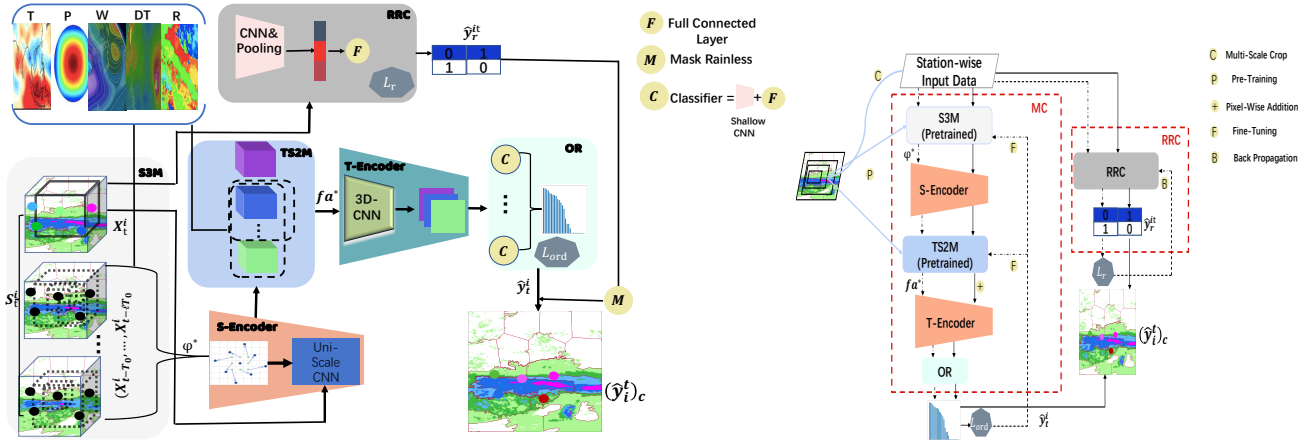 T P W DT R
RRC
CNN&
Pooling
F
L_r
ŷ_r^{it}
0 1
1 0
F Full Connected
Layer
M Mask Rainless
C Classifier = + F
Shallow
CNN
S3M
X_t^i
S_t^i
(X_{t-T_0}^i, ..., X_{t-ℓT_0}^i)
φ*
TS2M
fa*
T-Encoder
3D-
CNN
OR
C
C
L_ord
ŷ_t^i
M
S-Encoder
Uni-
Scale
CNN
(ŷ_i^t)_c
Station-wise
Input Data
C
MC
S3M
(Pretrained)
φ*
F
P
S-Encoder
TS2M
(Pretrained)
F
fa*
+
T-Encoder
OR
L_ord
ŷ_t^i
RRC
RRC
B
0 1
1 0
ŷ_r^{it}
L_r
(ŷ_i^t)_c
C Multi-Scale Crop
P Pre-Training
+ Pixel-Wise Addition
F Fine-Tuning
B Back Propagation